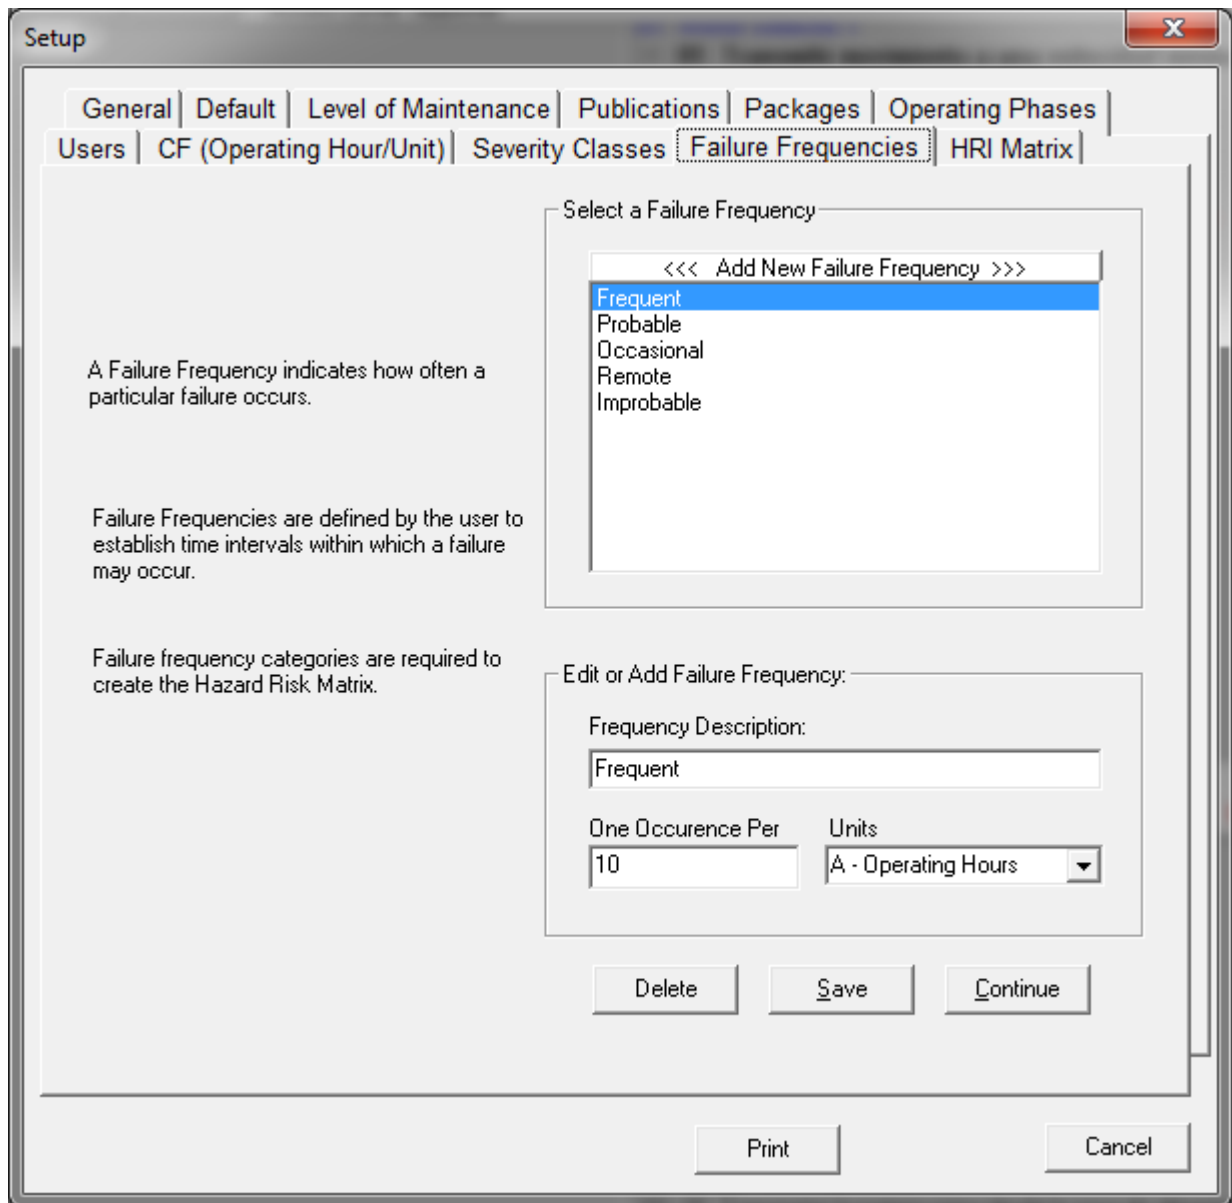 Setup
General Default Level of Maintenance Publications Packages Operating Phases
Users CF (Operating Hour/Unit) Severity Classes Failure Frequencies HRI Matrix
Select a Failure Frequency
<<< Add New Failure Frequency >>>
Frequent
Probable
Occasional
Remote
Improbable
A Failure Frequency indicates how often a
particular failure occurs.
Failure Frequencies are defined by the user to
establish time intervals within which a failure
may occur.
Failure frequency categories are required to
create the Hazard Risk Matrix.
Edit or Add Failure Frequency:
Frequency Description:
Frequent
One Occurence Per Units
10 A - Operating Hours
Delete Save Continue
Print Cancel